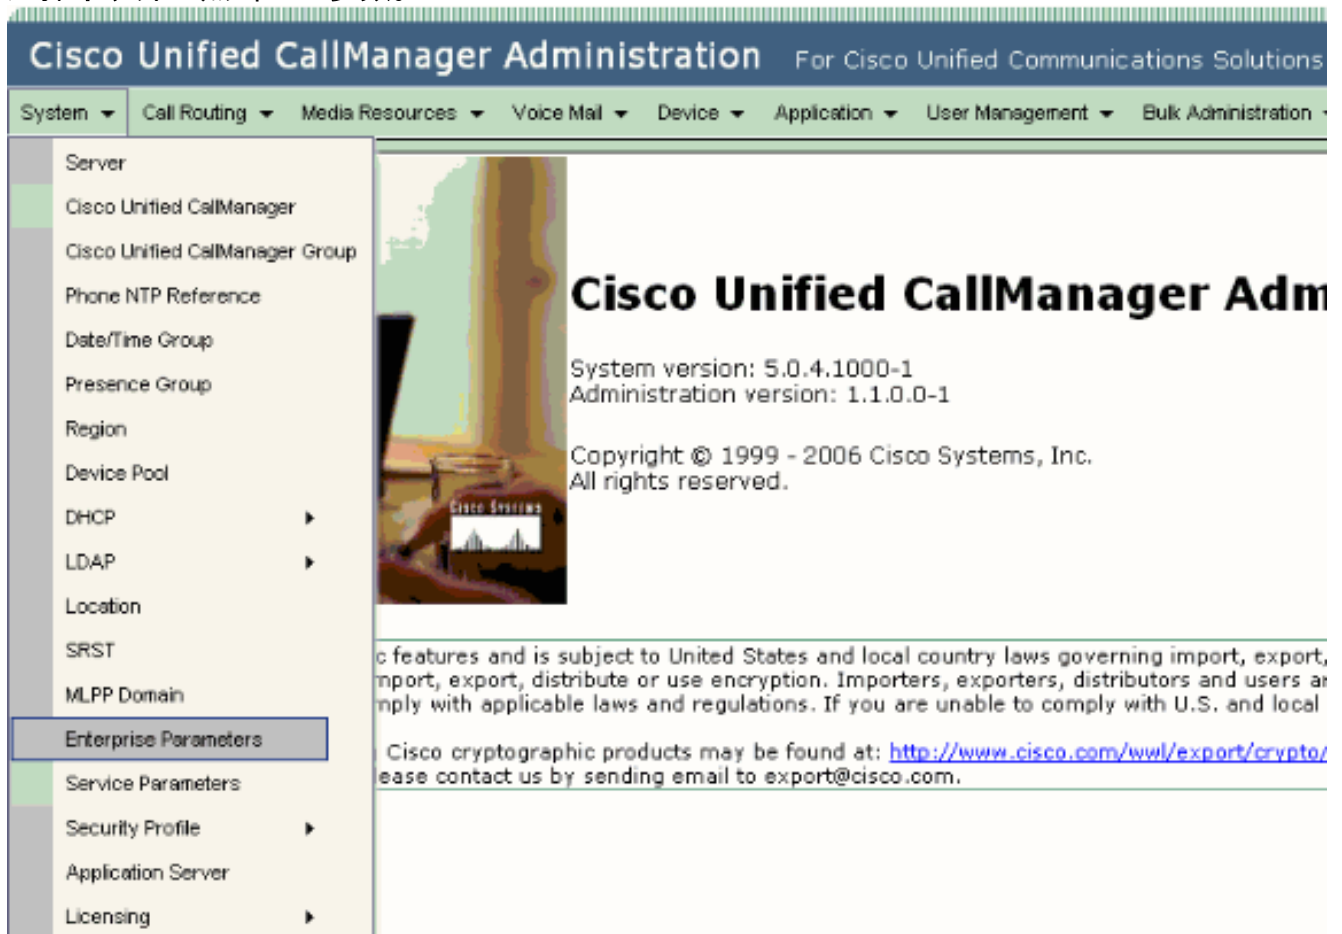 Cisco Unified CallManager Administration For Cisco Unified Communications Solutions
System Call Routing Media Resources Voice Mail Device Application User Management Bulk Administration
Server
Cisco Unified CallManager
Cisco Unified CallManager Group
Phone NTP Reference
Date/Time Group
Presence Group
Region
Device Pool
DHCP
LDAP
Location
SRST
MLPP Domain
Enterprise Parameters
Service Parameters
Security Profile
Application Server
Licensing
Cisco Systems
Cisco Unified CallManager Adm
System version: 5.0.4.1000-1
Administration version: 1.1.0.0-1
Copyright © 1999 - 2006 Cisco Systems, Inc.
All rights reserved.
c features and is subject to United States and local country laws governing import, export,
mport, export, distribute or use encryption. Importers, exporters, distributors and users ar
mply with applicable laws and regulations. If you are unable to comply with U.S. and local
Cisco cryptographic products may be found at: http://www.cisco.com/wwl/export/crypto/
ease contact us by sending email to export@cisco.com.